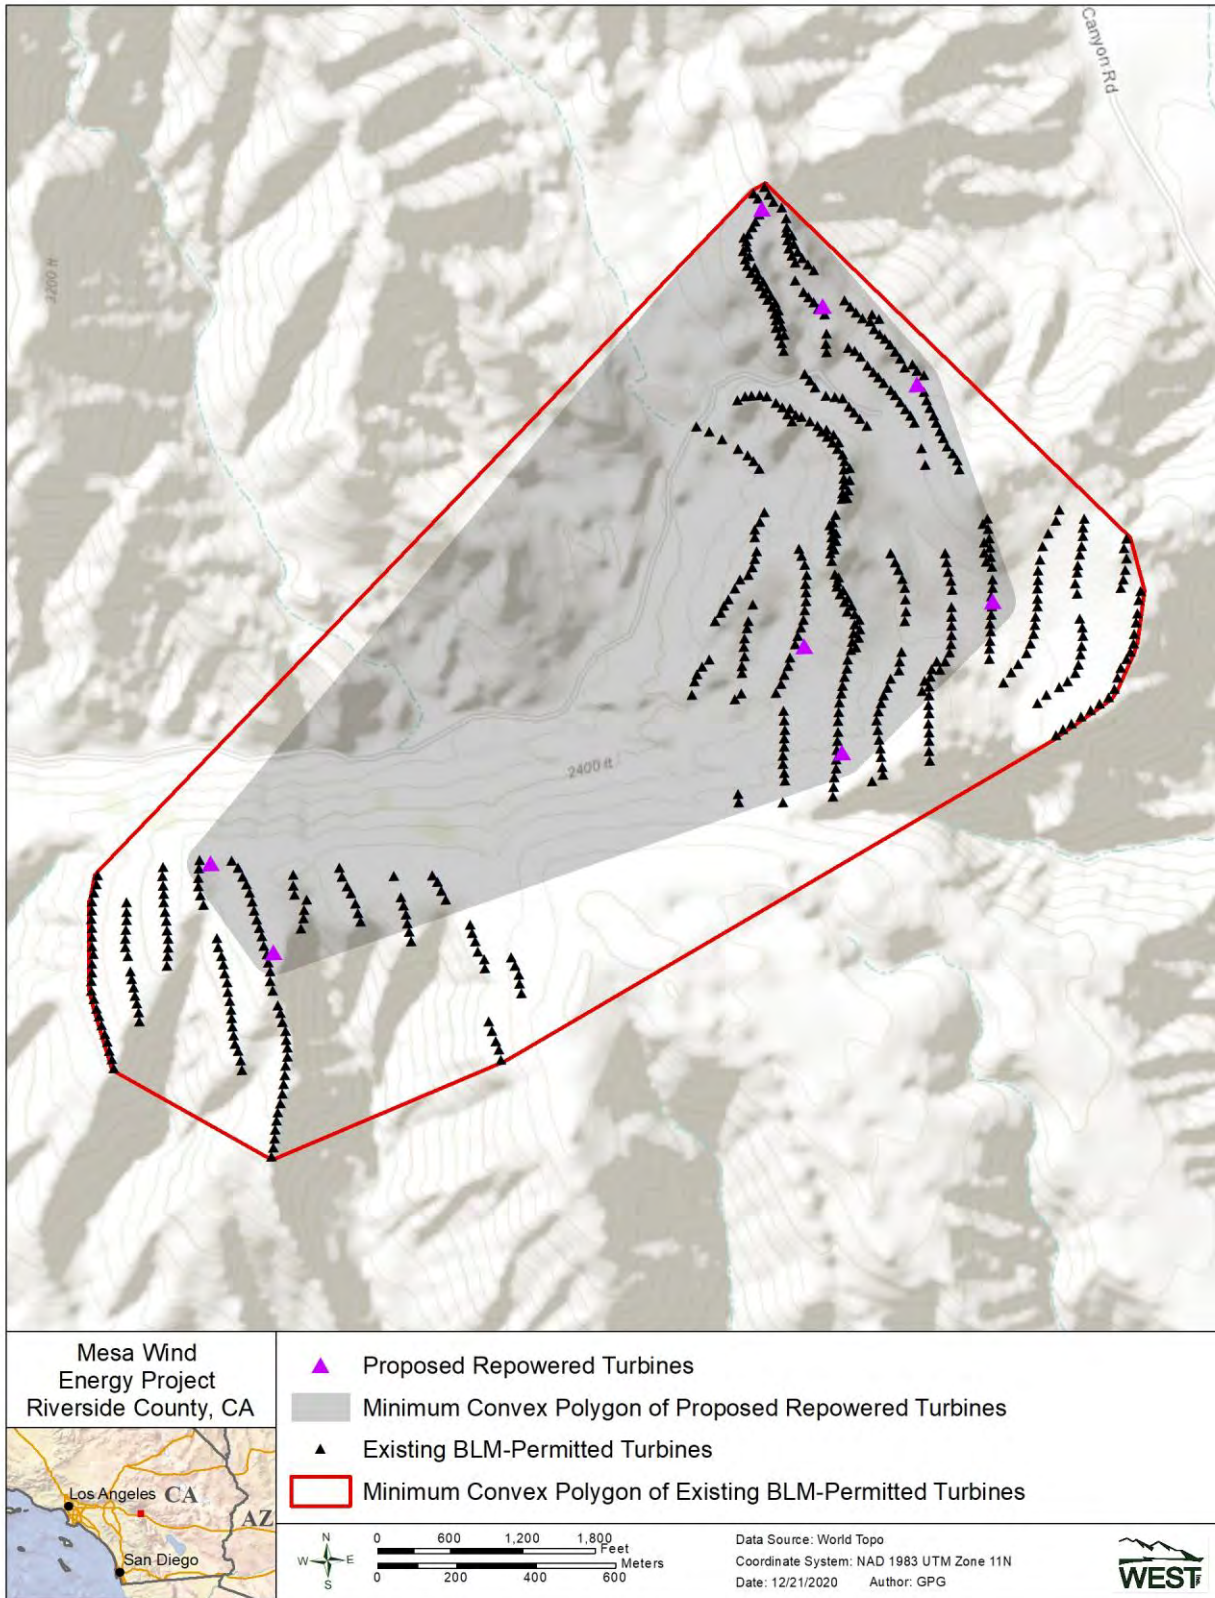 Canyon Rd
3200 ft
2400 ft
Mesa Wind
Energy Project
Riverside County, CA
Proposed Repowered Turbines
Minimum Convex Polygon of Proposed Repowered Turbines
Existing BLM-Permitted Turbines
Minimum Convex Polygon of Existing BLM-Permitted Turbines
Los Angeles
CA
AZ
San Diego
N
W E
S
0 600 1,200 1,800
Feet
Meters
0 200 400 600
Data Source: World Topo
Coordinate System: NAD 1983 UTM Zone 11N
Date: 12/21/2020 Author: GPG
WEST